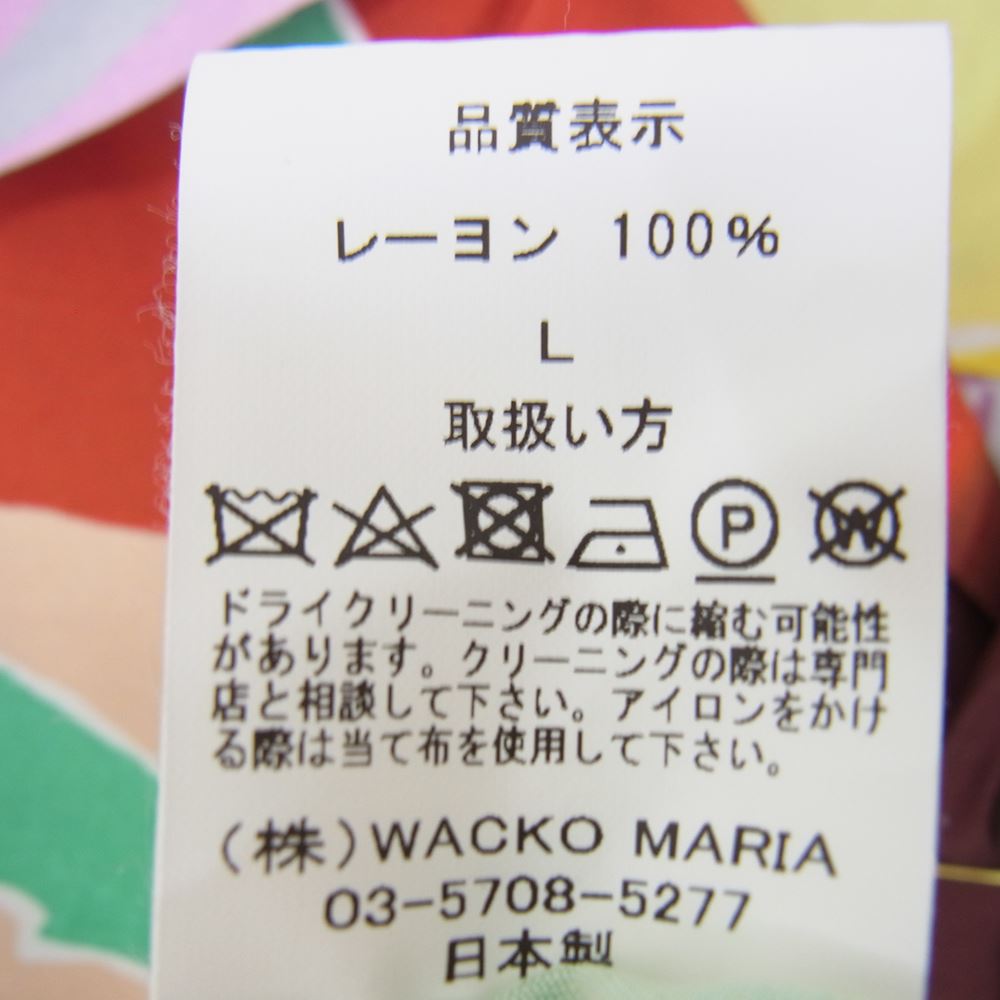 品質表示
レーヨン 100%
L
取扱い方
P W
ドライクリーニングの際に縮む可能性
があります。クリーニングの際は専門
店と相談して下さい。アイロンをかけ
る際は当て布を使用して下さい。
(株)WACKO MARIA
03-5708-5277
日本製